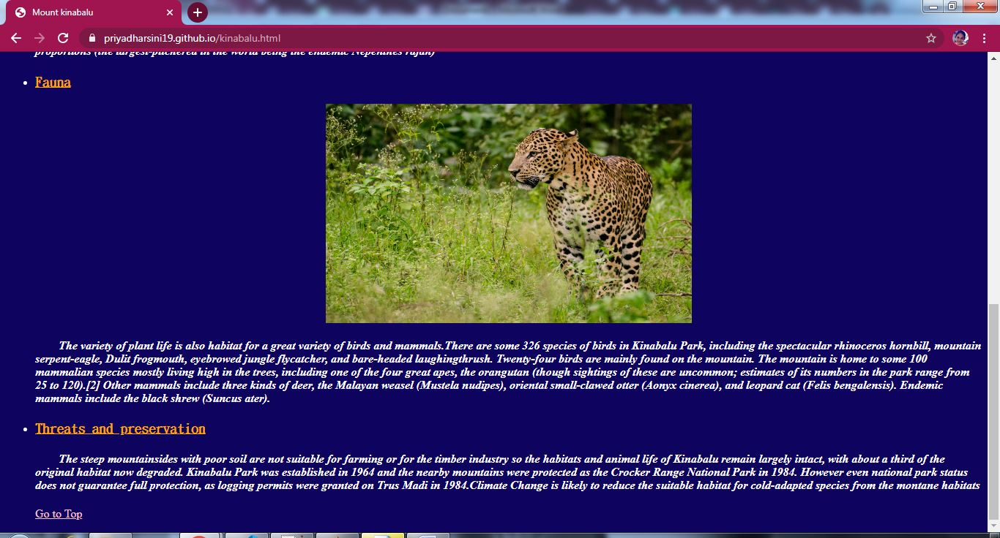 Mount kinabalu
priyadharsini19.github.io/kinabalu.html
proportions (the largest-pitchered in the world being the endemic Nepenthes rajah)
Fauna
The variety of plant life is also habitat for a great variety of birds and mammals.There are some 326 species of birds in Kinabalu Park, including the spectacular rhinoceros hornbill, mountain
serpent-eagle, Dulit frogmouth, eyebrowed jungle flycatcher, and bare-headed laughingthrush. Twenty-four birds are mainly found on the mountain. The mountain is home to some 100
mammalian species mostly living high in the trees, including one of the four great apes, the orangutan (though sightings of these are uncommon; estimates of its numbers in the park range from
25 to 120).[2] Other mammals include three kinds of deer, the Malayan weasel (Mustela nudipes), oriental small-clawed otter (Aonyx cinerea), and leopard cat (Felis bengalensis). Endemic
mammals include the black shrew (Suncus ater).
Threats and preservation
The steep mountainsides with poor soil are not suitable for farming or for the timber industry so the habitats and animal life of Kinabalu remain largely intact, with about a third of the
original habitat now degraded. Kinabalu Park was established in 1964 and the nearby mountains were protected as the Crocker Range National Park in 1984. However even national park status
does not guarantee full protection, as logging permits were granted on Trus Madi in 1984.Climate Change is likely to reduce the suitable habitat for cold-adapted species from the montane habitats
Go to Top